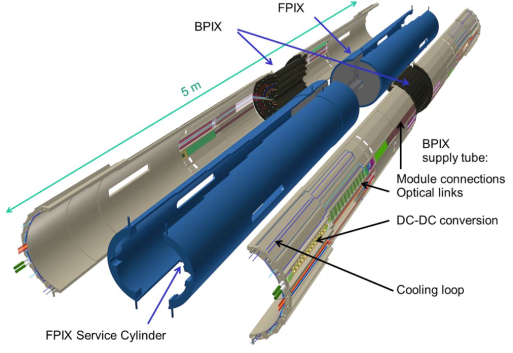 FPIX
BPIX
5 m
BPIX
supply tube:
Module connections
Optical links
DC-DC conversion
Cooling loop
FPIX Service Cylinder